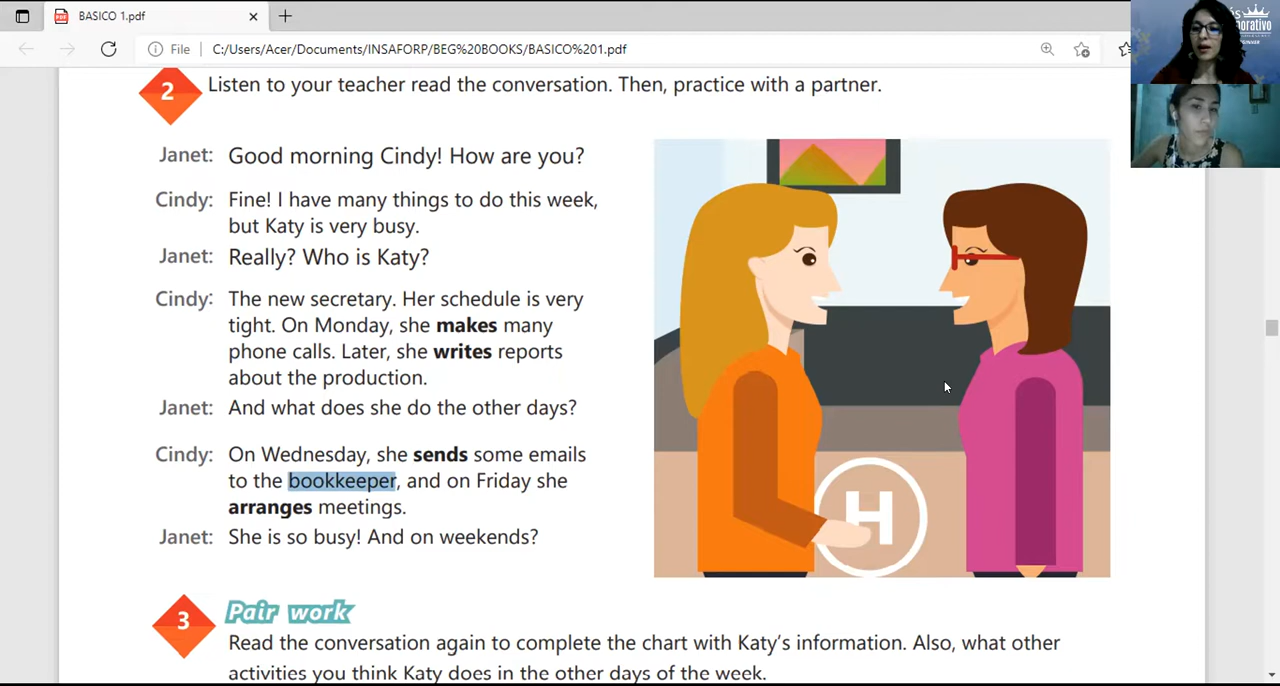 BASICO 1.pdf
File
C:/Users/Acer/Documents/INSAFORP/BEG%20BOOKS/BASICO%201.pdf
2
Listen to your teacher read the conversation. Then, practice with a partner.
Janet: Good morning Cindy! How are you?
Cindy: Fine! I have many things to do this week,
but Katy is very busy.
Janet: Really? Who is Katy?
Cindy: The new secretary. Her schedule is very
tight. On Monday, she makes many
phone calls. Later, she writes reports
about the production.
Janet: And what does she do the other days?
Cindy: On Wednesday, she sends some emails
to the bookkeeper, and on Friday she
arranges meetings.
Janet: She is so busy! And on weekends?
H
3
Pair work
Read the conversation again to complete the chart with Katy's information. Also, what other
activities you think Katy does in the other days of the week.